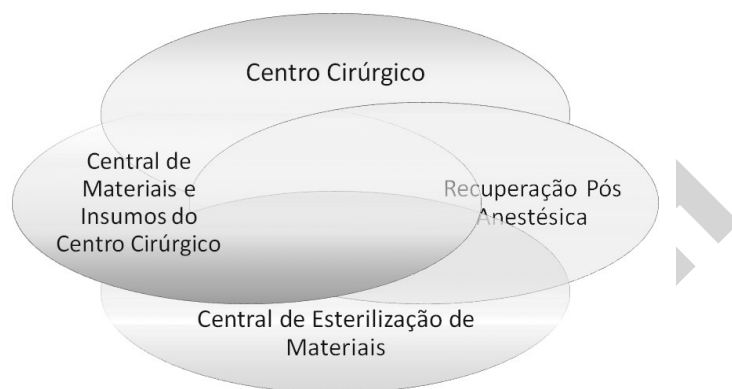 Centro Cirúrgico
Central de
Materiais e
Insumos do
Centro Cirúrgico
Recuperação Pós
Anestésica
Central de Esterilização de
Materiais